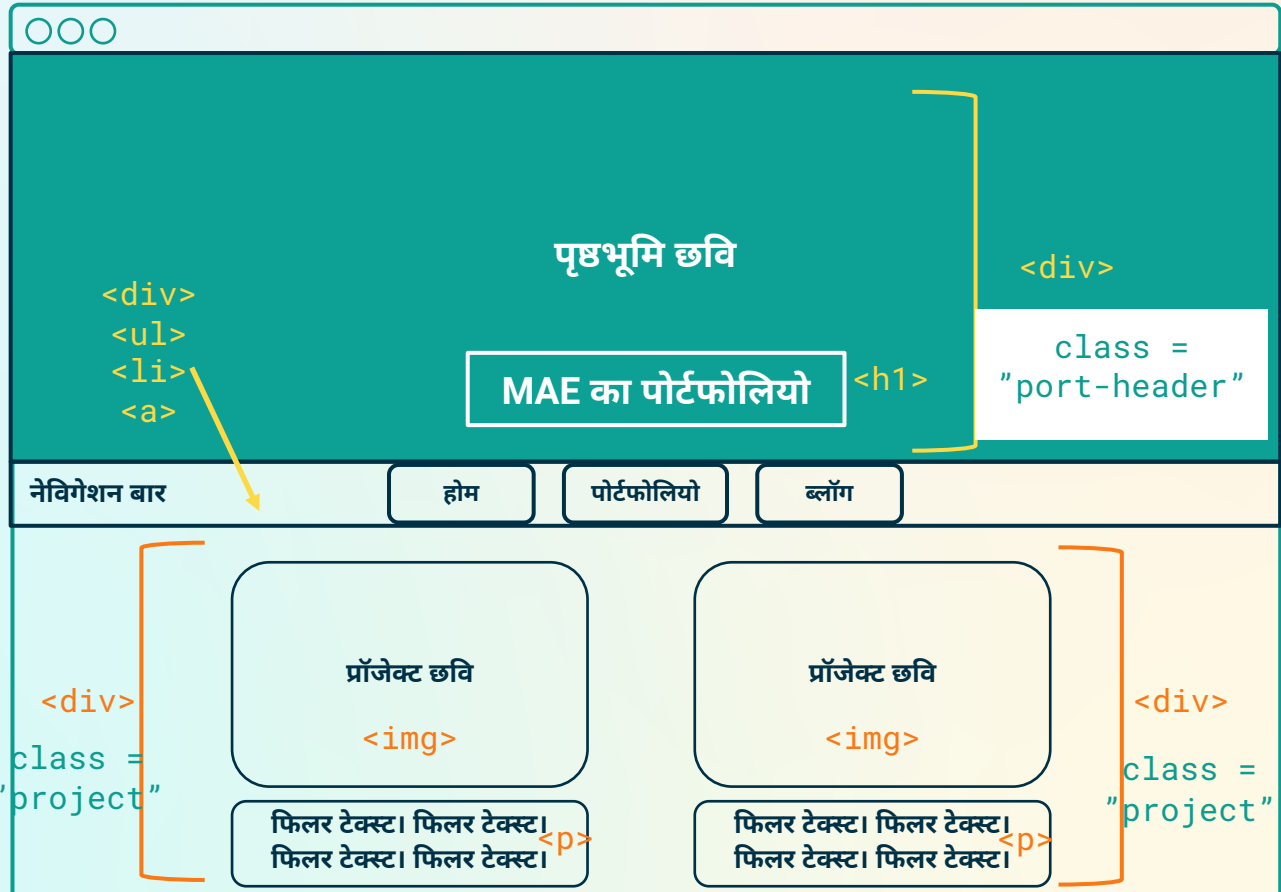 पृष्ठभूमि छवि
<div>
<ul>
<li>
<a>
MAE का पोर्टफोलियो
<h1>
<div>
class =
”port-header”
नेविगेशन बार
होम
पोर्टफोलियो
ब्लॉग
<div>
class =
”project”
प्रॉजेक्ट छवि
<img>
फिलर टेक्स्ट। फिलर टेक्स्ट।
फिलर टेक्स्ट। फिलर टेक्स्ट।
<p>
प्रॉजेक्ट छवि
<img>
फिलर टेक्स्ट। फिलर टेक्स्ट।
फिलर टेक्स्ट। फिलर टेक्स्ट।
<p>
<div>
class =
”project”